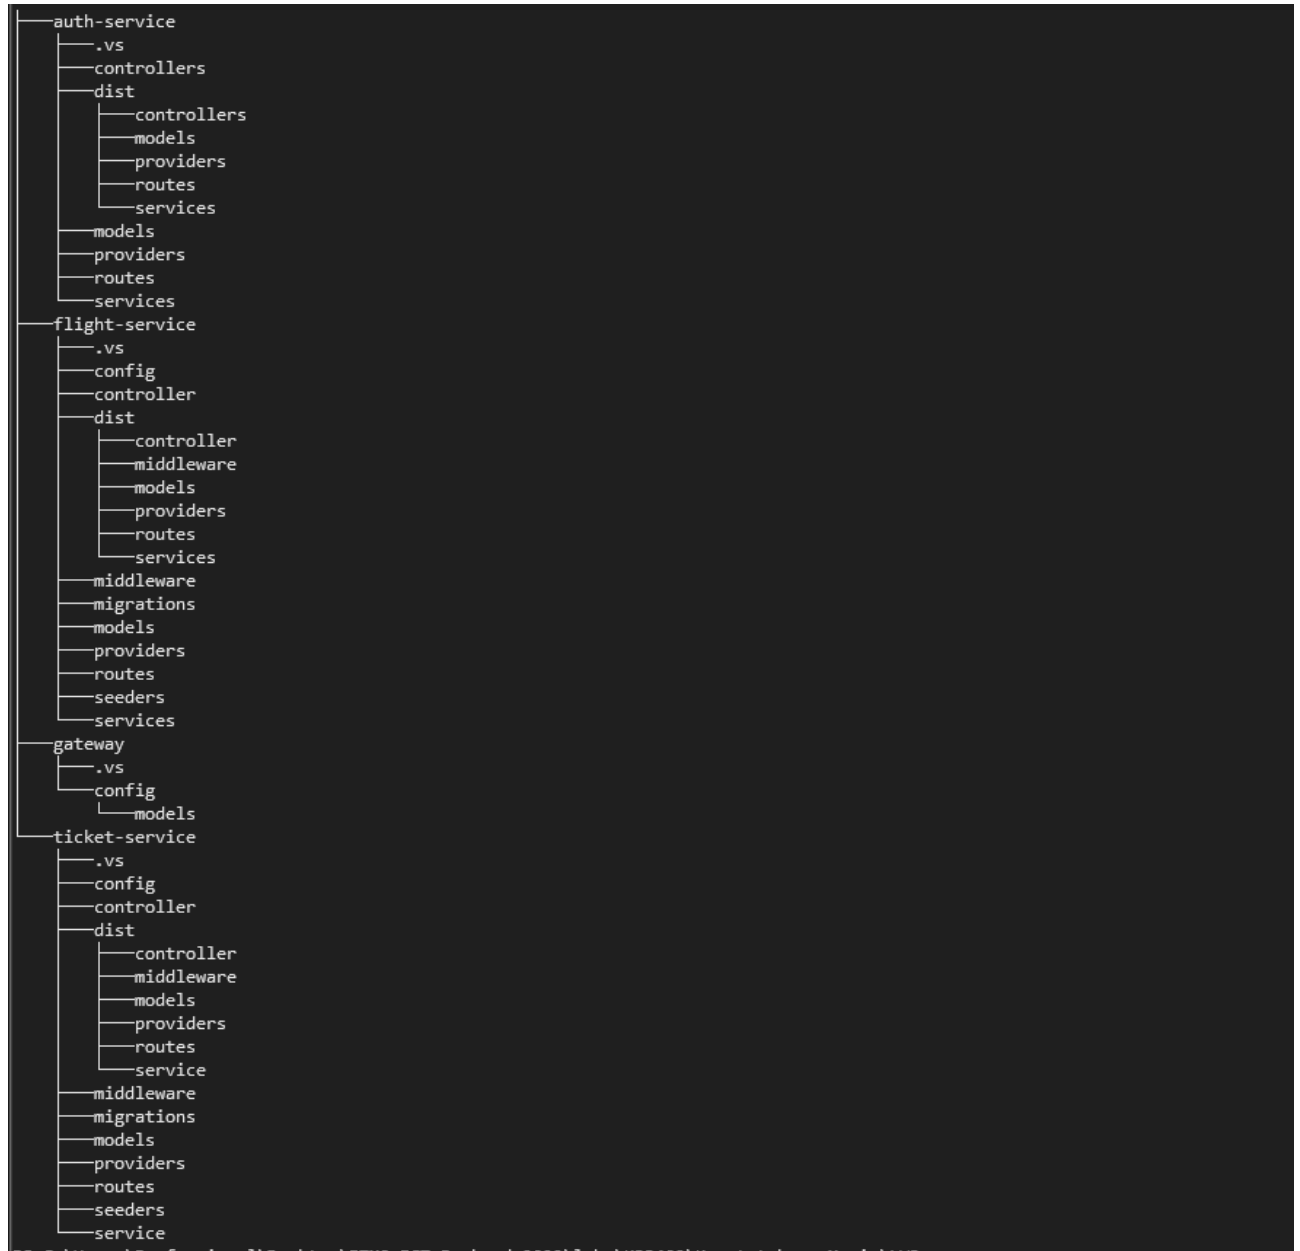 auth-service
.vs
controllers
dist
controllers
models
providers
routes
services
models
providers
routes
services
flight-service
.vs
config
controller
dist
controller
middleware
models
providers
routes
services
middleware
migrations
models
providers
routes
seeders
services
gateway
.vs
config
models
ticket-service
.vs
config
controller
dist
controller
middleware
models
providers
routes
service
middleware
migrations
models
providers
routes
seeders
service